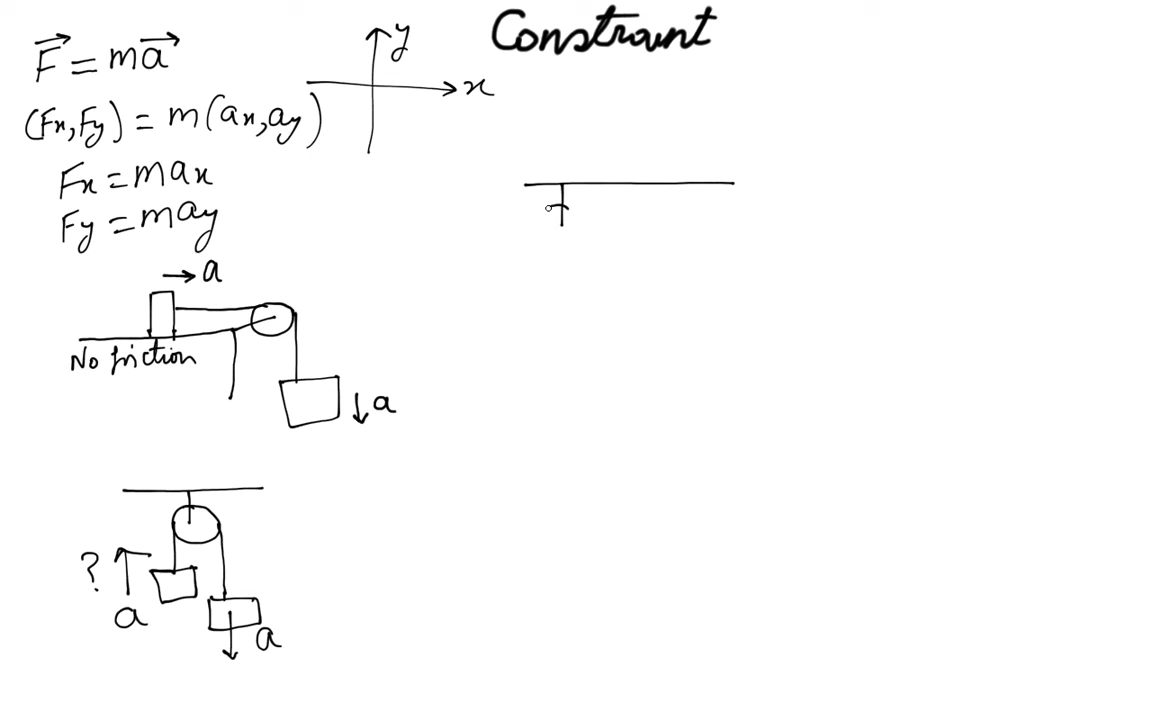 Constraint
F = ma
y
x
(Fx, Fy) = m(ax, ay)
Fx = max
Fy = may
a
No friction
a
?
a
a